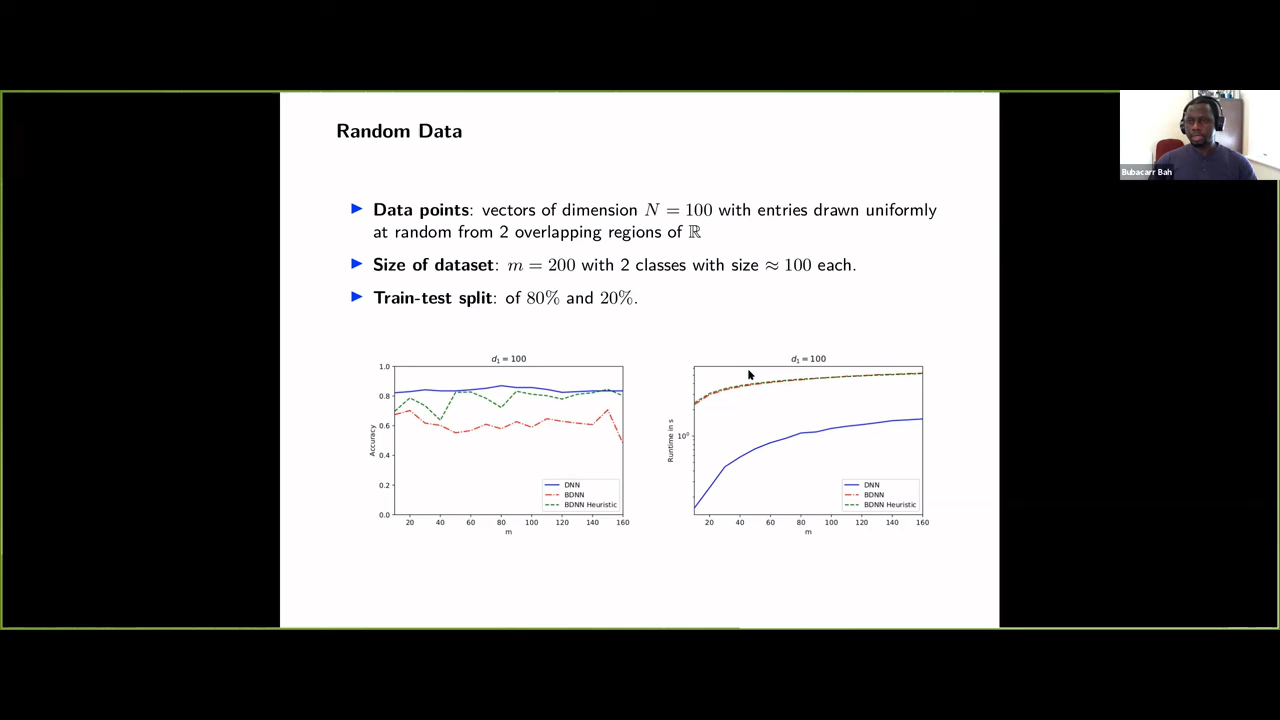 Random Data
Bubacarr Bah
▶ Data points: vectors of dimension N = 100 with entries drawn uniformly
at random from 2 overlapping regions of ℝ
▶ Size of dataset: m = 200 with 2 classes with size ≈ 100 each.
▶ Train-test split: of 80% and 20%.
d₁ = 100
1.0
0.8
0.6
0.4
0.2
0.0
Accuracy
20 40 60 80 100 120 140 160
m
DNN
BDNN
BDNN Heuristic
d₁ = 100
10⁰
Runtime in s
20 40 60 80 100 120 140 160
m
DNN
BDNN
BDNN Heuristic